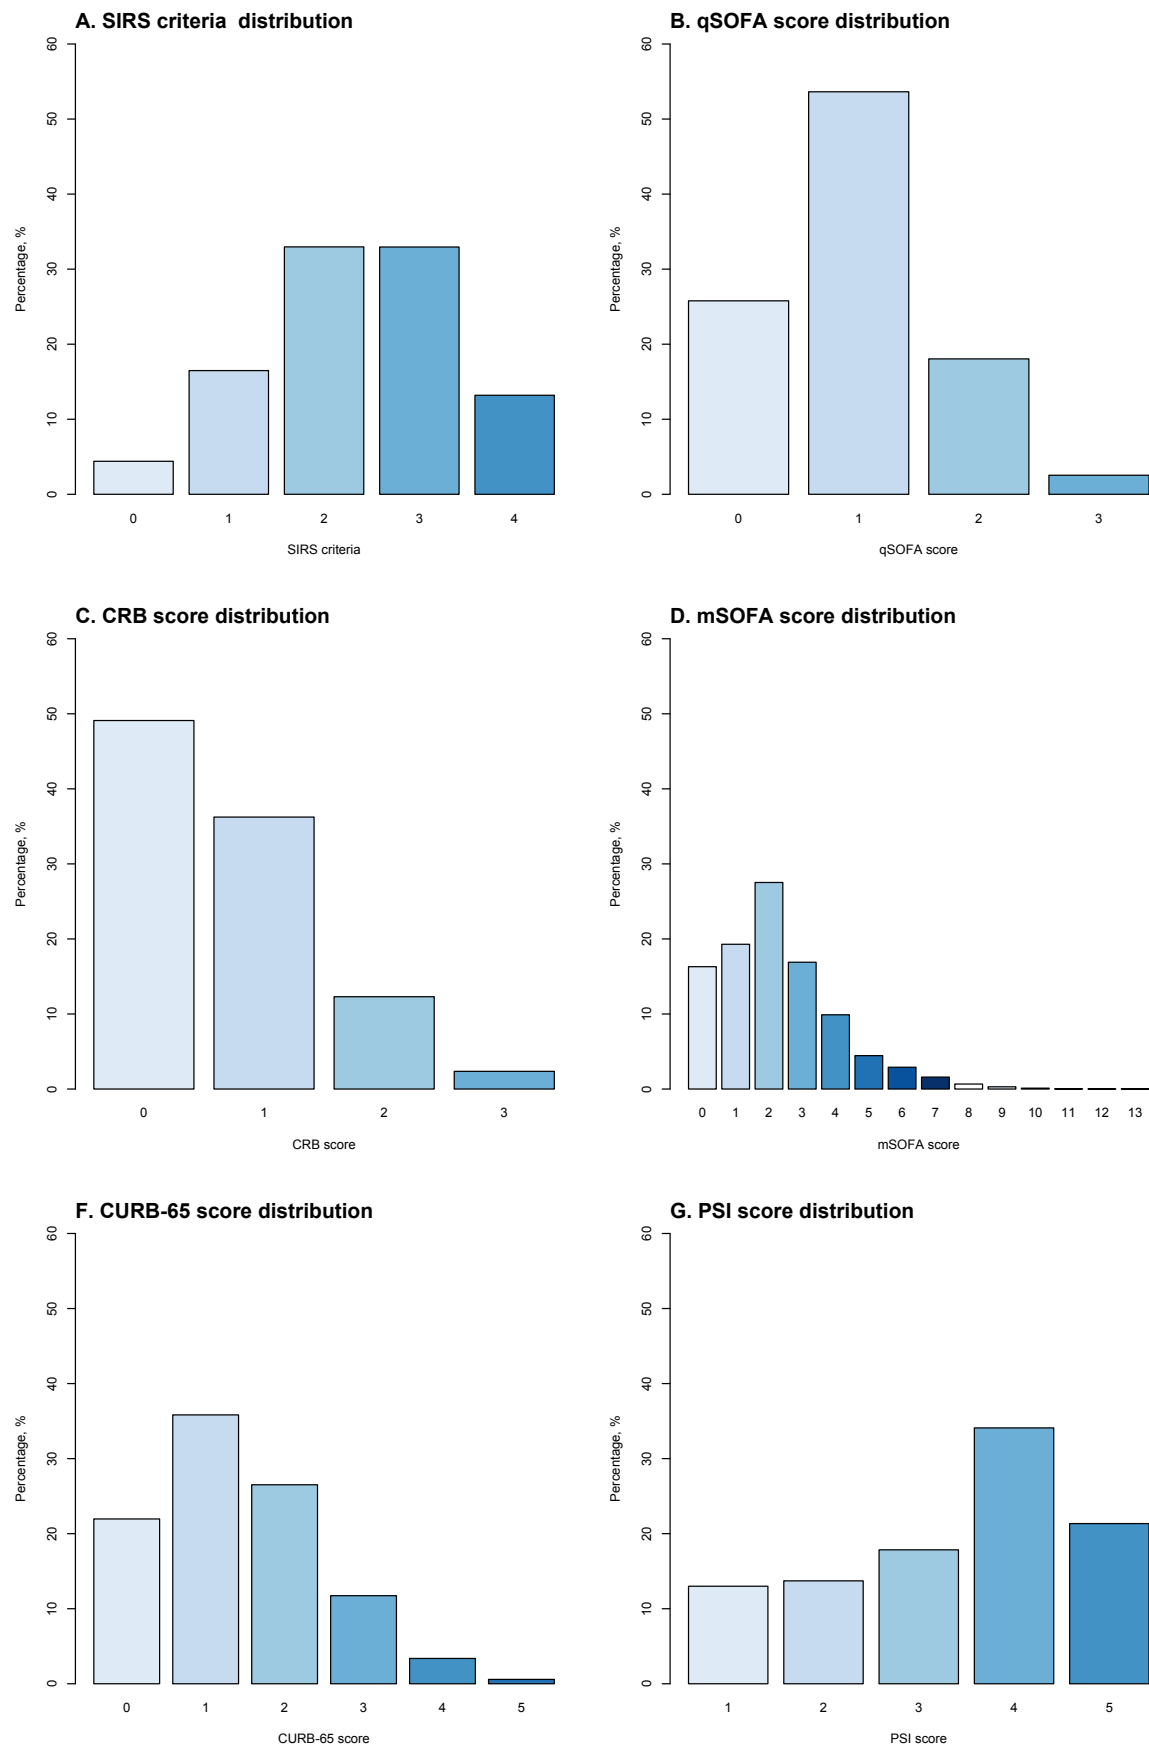 A. SIRS criteria  distribution
Percentage, %
60
50
40
30
20
10
0
0 1 2 3 4
SIRS criteria
B. qSOFA score distribution
Percentage, %
60
50
40
30
20
10
0
0 1 2 3
qSOFA score
C. CRB score distribution
Percentage, %
60
50
40
30
20
10
0
0 1 2 3
CRB score
D. mSOFA score distribution
Percentage, %
60
50
40
30
20
10
0
0 1 2 3 4 5 6 7 8 9 10 11 12 13
mSOFA score
F. CURB-65 score distribution
Percentage, %
60
50
40
30
20
10
0
0 1 2 3 4 5
CURB-65 score
G. PSI score distribution
Percentage, %
60
50
40
30
20
10
0
1 2 3 4 5
PSI score